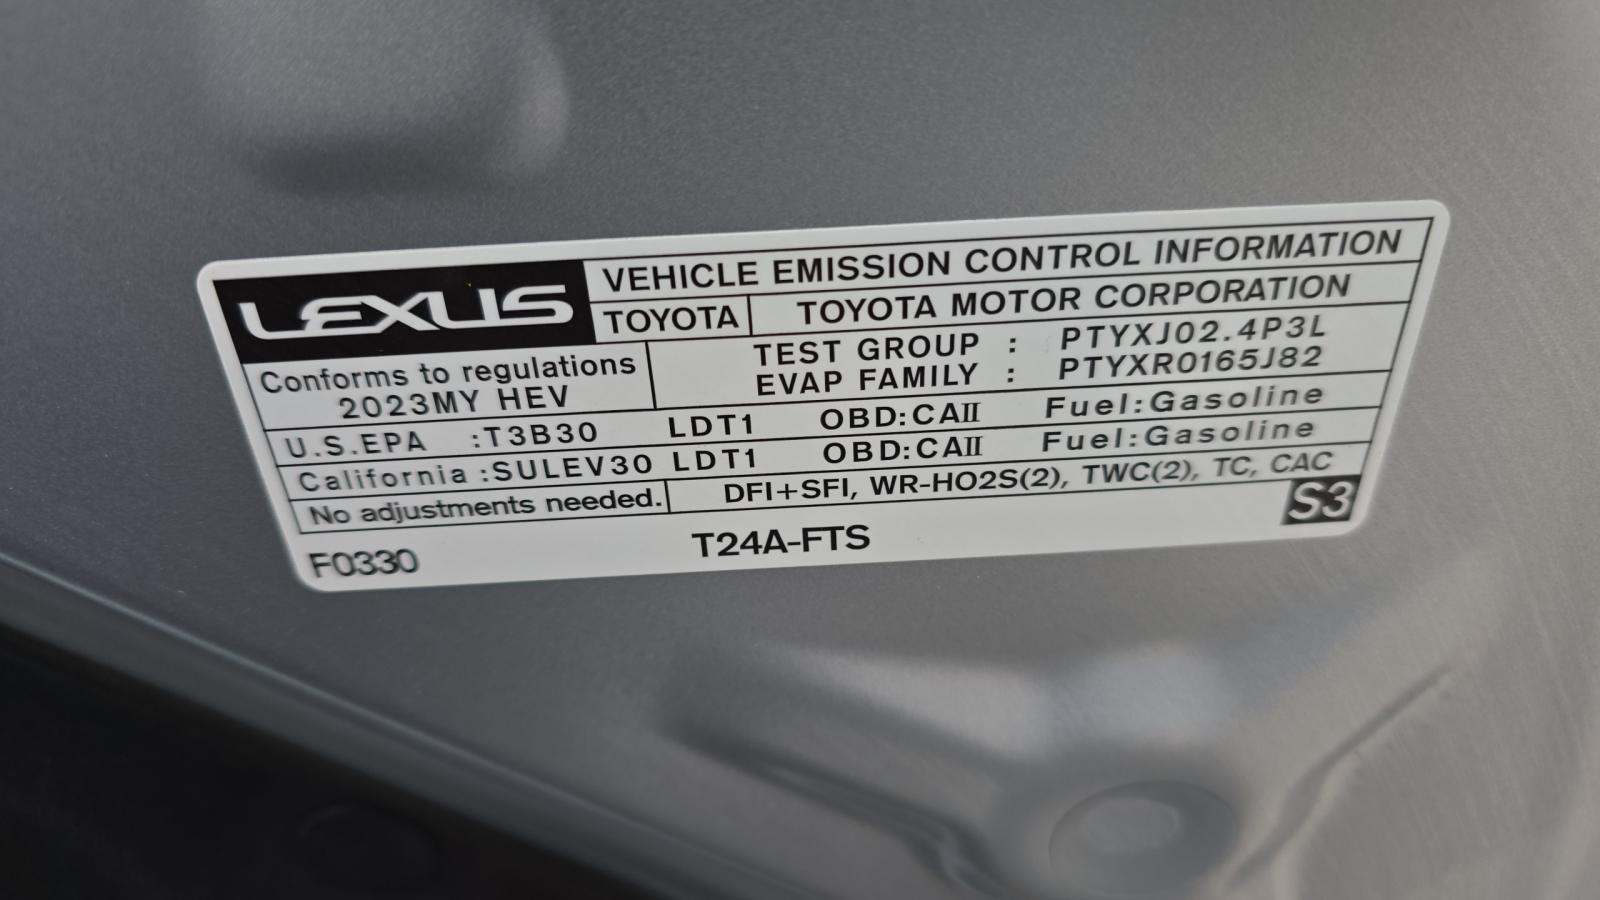 LEXUS
VEHICLE EMISSION CONTROL INFORMATION
TOYOTA TOYOTA MOTOR CORPORATION
Conforms to regulations
2023MY HEV
TEST GROUP : PTYXJ02.4P3L
EVAP FAMILY : PTYXR0165J82
U.S.EPA :T3B30 LDT1 OBD:CAII Fuel:Gasoline
California :SULEV30 LDT1 OBD:CAII Fuel:Gasoline
No adjustments needed. DFI+SFI, WR-HO2S(2), TWC(2), TC, CAC
F0330 T24A-FTS S3